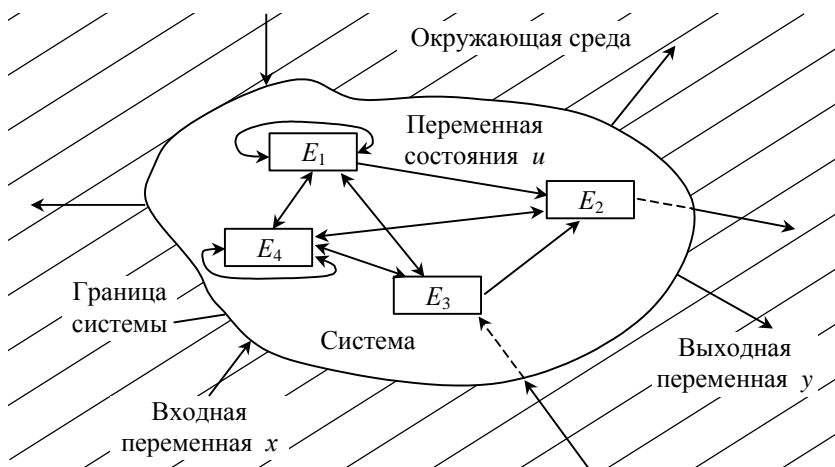 Окружающая среда
Переменная
состояния u
E1
E2
E4
E3
Граница
системы
Система
Выходная
переменная y
Входная
переменная x